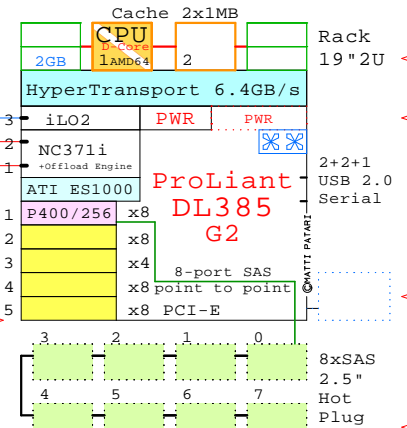 Cache 2x1MB
CPU
D-Core
2GB
1AMD64
2
Rack
19"2U
HyperTransport 6.4GB/s
3
iLO2
PWR
PWR
2
NC371i
1
+Offload Engine
ATI ES1000
ProLiant
DL385
G2
2+2+1
USB 2.0
Serial
1
P400/256
x8
2
x8
3
x4
8-port SAS
4
x8
point to point
5
x8 PCI-E
©MATTI PATARI
3
2
1
0
8xSAS
2.5"
Hot
Plug
4
5
6
7